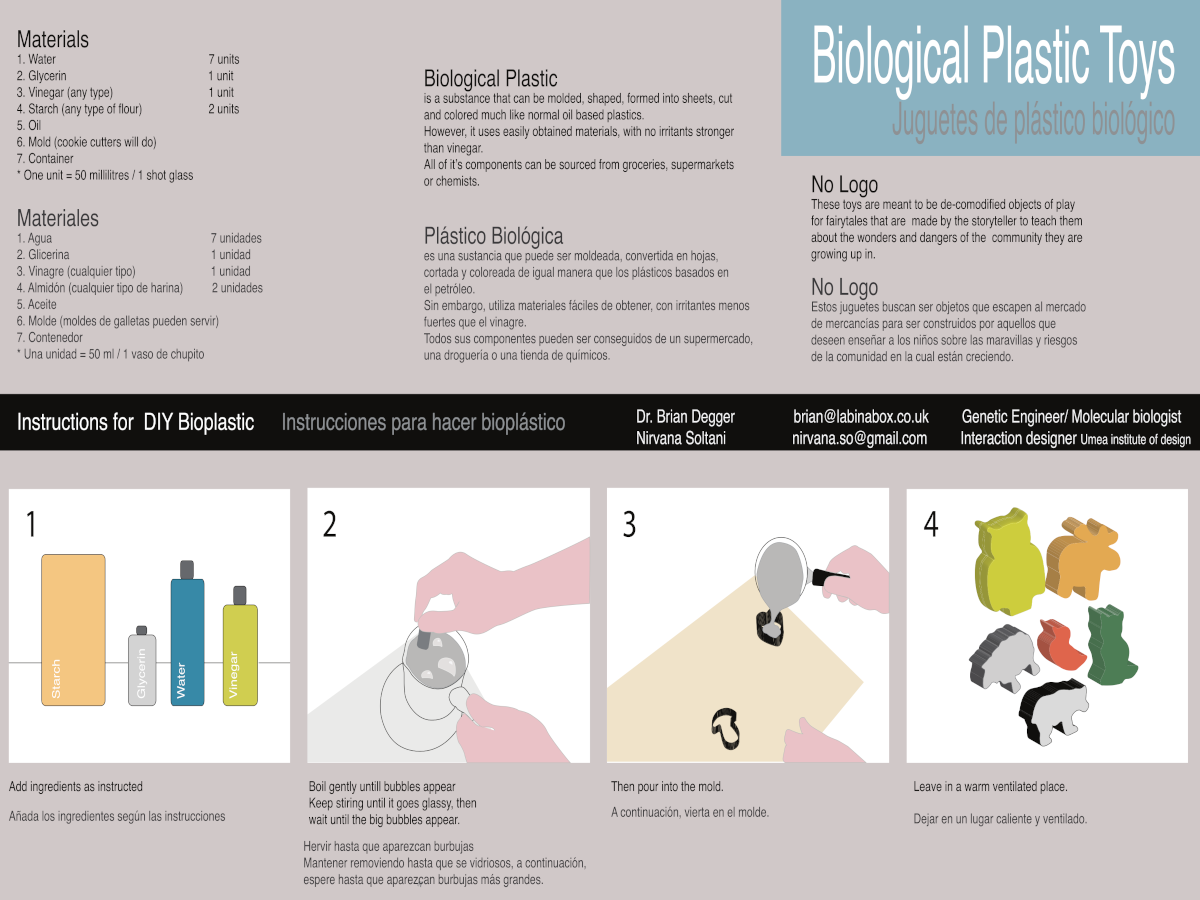 Materials
1. Water 7 units
2. Glycerin 1 unit
3. Vinegar (any type) 1 unit
4. Starch (any type of flour) 2 units
5. Oil
6. Mold (cookie cutters will do)
7. Container
* One unit = 50 millilitres / 1 shot glass
Materiales
1. Agua 7 unidades
2. Glicerina 1 unidad
3. Vinagre (cualquier tipo) 1 unidad
4. Almidón (cualquier tipo de harina) 2 unidades
5. Aceite
6. Molde (moldes de galletas pueden servir)
7. Contenedor
* Una unidad = 50 ml / 1 vaso de chupito
Biological Plastic
is a substance that can be molded, shaped, formed into sheets, cut
and colored much like normal oil based plastics.
However, it uses easily obtained materials, with no irritants stronger
than vinegar.
All of it's components can be sourced from groceries, supermarkets
or chemists.
Plástico Biológica
es una sustancia que puede ser moldeada, convertida en hojas,
cortada y coloreada de igual manera que los plásticos basados en
el petróleo.
Sin embargo, utiliza materiales fáciles de obtener, con irritantes menos
fuertes que el vinagre.
Todos sus componentes pueden ser conseguidos de un supermercado,
una droguería o una tienda de químicos.
Biological Plastic Toys
Juguetes de plástico biológico
No Logo
These toys are meant to be de-comodified objects of play
for fairytales that are made by the storyteller to teach them
about the wonders and dangers of the community they are
growing up in.
No Logo
Estos juguetes buscan ser objetos que escapen al mercado
de mercancías para ser construidos por aquellos que
deseen enseñar a los niños sobre las maravillas y riesgos
de la comunidad en la cual están creciendo.
Instructions for DIY Bioplastic Instrucciones para hacer bioplástico
Dr. Brian Degger brian@labinabox.co.uk Genetic Engineer/ Molecular biologist
Nirvana Soltani nirvana.so@gmail.com Interaction designer Umea institute of design
1
Starch
Glycerin
Water
Vinegar
Add ingredients as instructed
Añada los ingredientes según las instrucciones
2
Boil gently untill bubbles appear
Keep stiring until it goes glassy, then
wait until the big bubbles appear.
Hervir hasta que aparezcan burbujas
Mantener removiendo hasta que se vidriosos, a continuación,
espere hasta que aparezçan burbujas más grandes.
3
Then pour into the mold.
A continuación, vierta en el molde.
4
Leave in a warm ventilated place.
Dejar en un lugar caliente y ventilado.